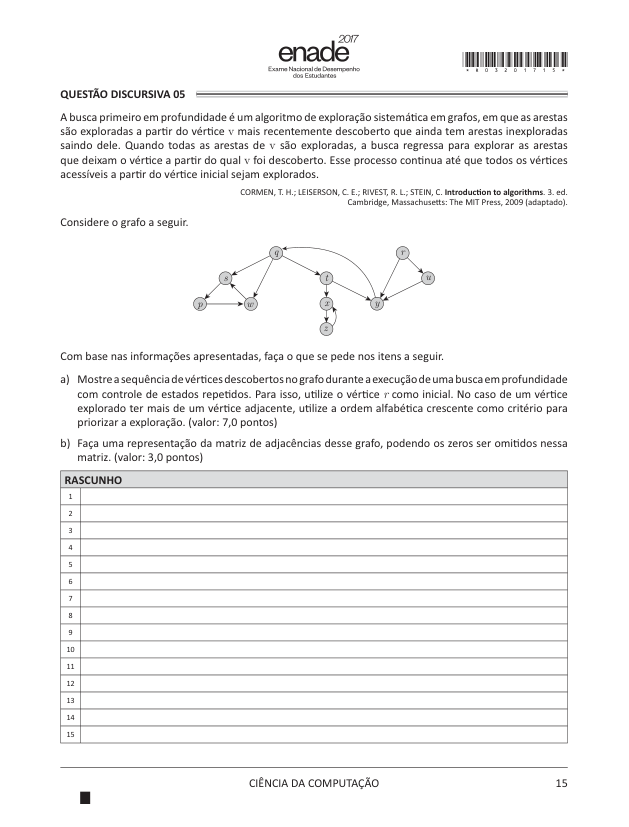 2017
enade
Exame Nacional de Desempenho
dos Estudantes
* R 0 3 2 0 1 7 1 5 *
QUESTÃO DISCURSIVA 05
A busca primeiro em profundidade é um algoritmo de exploração sistemática em grafos, em que as arestas
são exploradas a partir do vértice v mais recentemente descoberto que ainda tem arestas inexploradas
saindo dele. Quando todas as arestas de v são exploradas, a busca regressa para explorar as arestas
que deixam o vértice a partir do qual v foi descoberto. Esse processo continua até que todos os vértices
acessíveis a partir do vértice inicial sejam explorados.
CORMEN, T. H.; LEISERSON, C. E.; RIVEST, R. L.; STEIN, C. Introduction to algorithms. 3. ed.
Cambridge, Massachusetts: The MIT Press, 2009 (adaptado).
Considere o grafo a seguir.
q r
s t u
p w x y
z
Com base nas informações apresentadas, faça o que se pede nos itens a seguir.
a) Mostre a sequência de vértices descobertos no grafo durante a execução de uma busca em profundidade
com controle de estados repetidos. Para isso, utilize o vértice r como inicial. No caso de um vértice
explorado ter mais de um vértice adjacente, utilize a ordem alfabética crescente como critério para
priorizar a exploração. (valor: 7,0 pontos)
b) Faça uma representação da matriz de adjacências desse grafo, podendo os zeros ser omitidos nessa
matriz. (valor: 3,0 pontos)
RASCUNHO
1
2
3
4
5
6
7
8
9
10
11
12
13
14
15
CIÊNCIA DA COMPUTAÇÃO 15